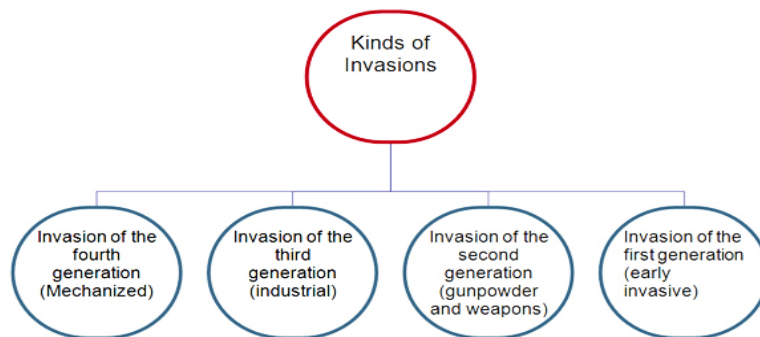 Kinds of
Invasions
Invasion of the
fourth
generation
(Mechanized)
Invasion of the
third
generation
(industrial)
Invasion of the
second
generation
(gunpowder
and weapons)
Invasion of the
first generation
(early
invasive)